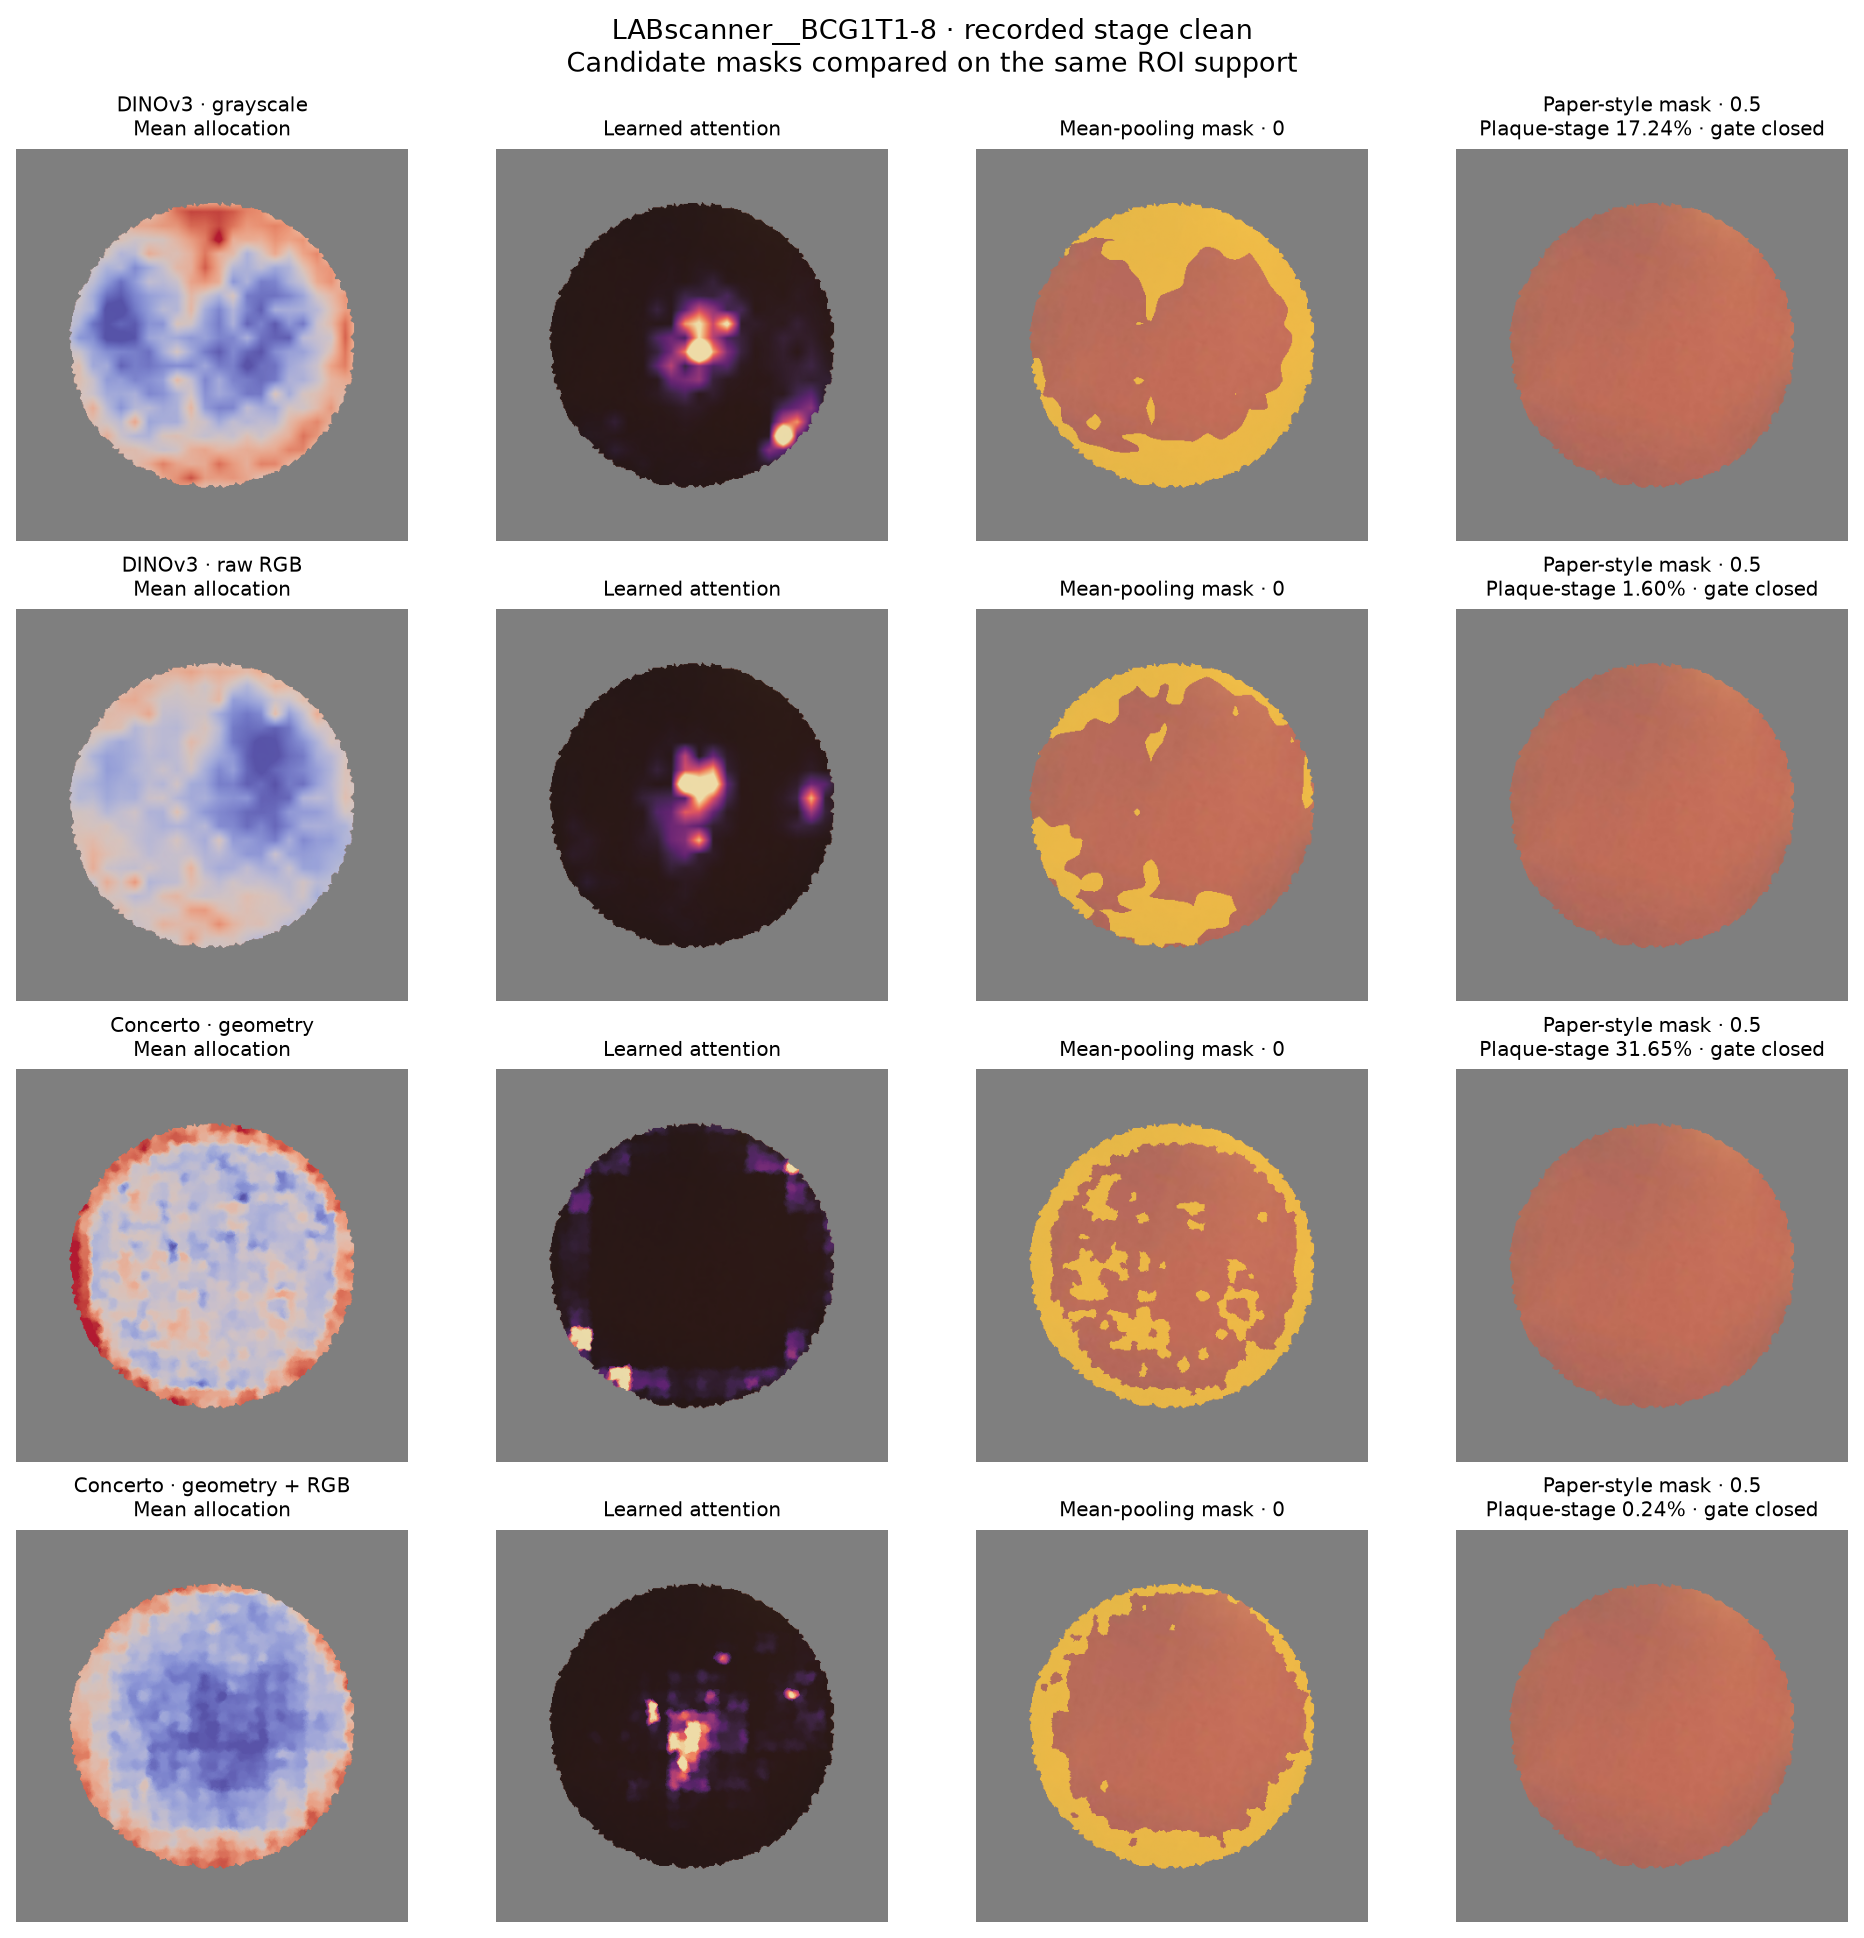 LABscanner__BCG1T1-8 · recorded stage clean
Candidate masks compared on the same ROI support
DINOv3 · grayscale
Mean allocation
Learned attention
Mean-pooling mask · 0
Paper-style mask · 0.5
Plaque-stage 17.24% · gate closed
DINOv3 · raw RGB
Mean allocation
Learned attention
Mean-pooling mask · 0
Paper-style mask · 0.5
Plaque-stage 1.60% · gate closed
Concerto · geometry
Mean allocation
Learned attention
Mean-pooling mask · 0
Paper-style mask · 0.5
Plaque-stage 31.65% · gate closed
Concerto · geometry + RGB
Mean allocation
Learned attention
Mean-pooling mask · 0
Paper-style mask · 0.5
Plaque-stage 0.24% · gate closed